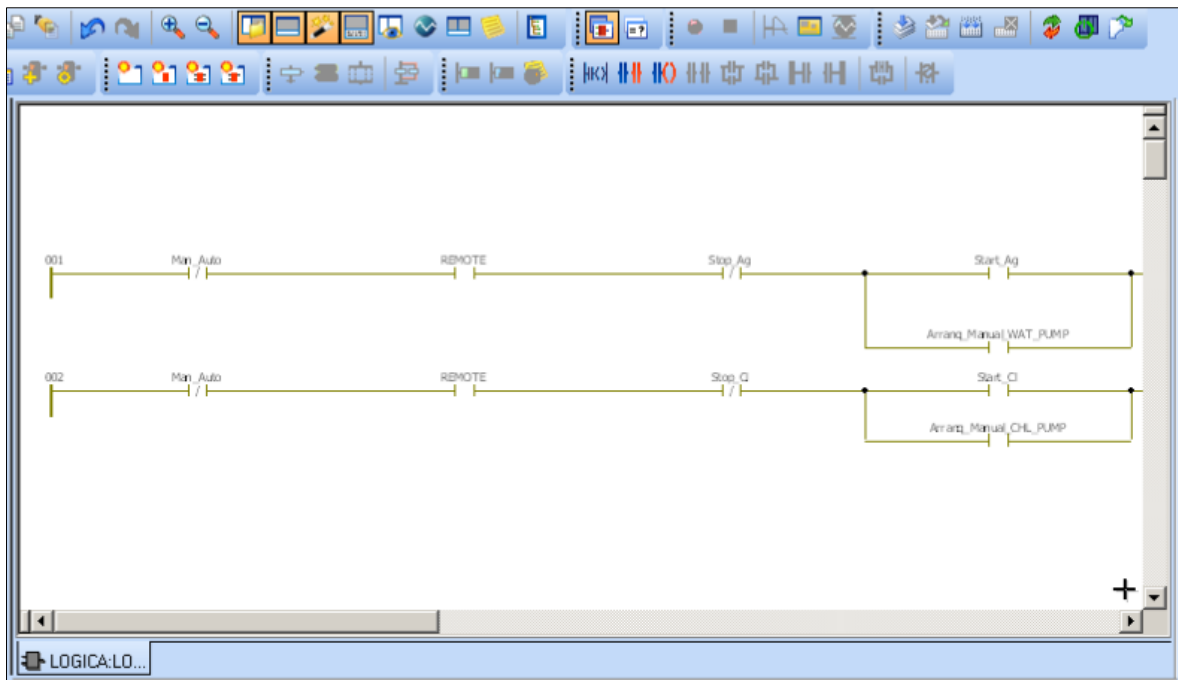 001 Man_Auto REMOTE Stop_Ag Start_Ag
Arranq_Manual_WAT_PUMP
002 Man_Auto REMOTE Stop_Cl Start_Cl
Arranq_Manual_CHL_PUMP
LOGICA:LO...